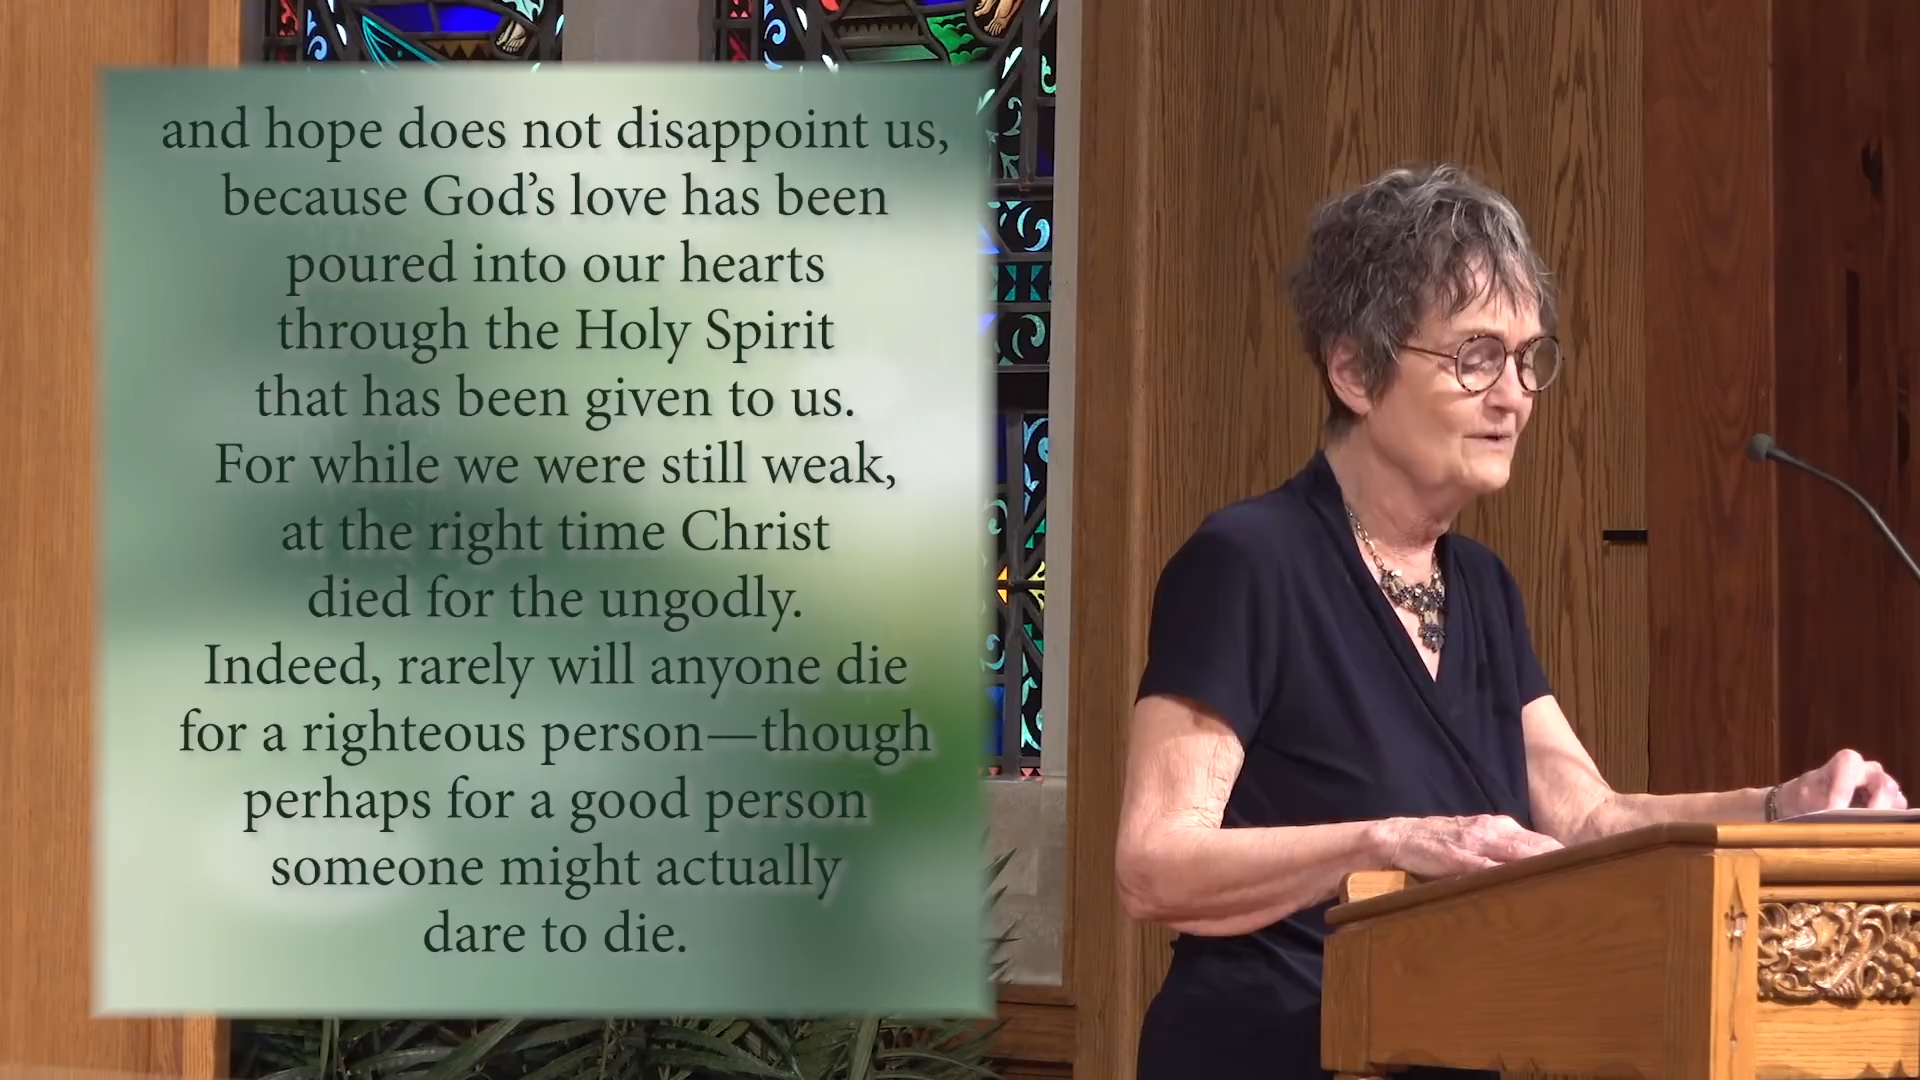 and hope does not disappoint us,
because God’s love has been
poured into our hearts
through the Holy Spirit
that has been given to us.
For while we were still weak,
at the right time Christ
died for the ungodly.
Indeed, rarely will anyone die
for a righteous person—though
perhaps for a good person
someone might actually
dare to die.